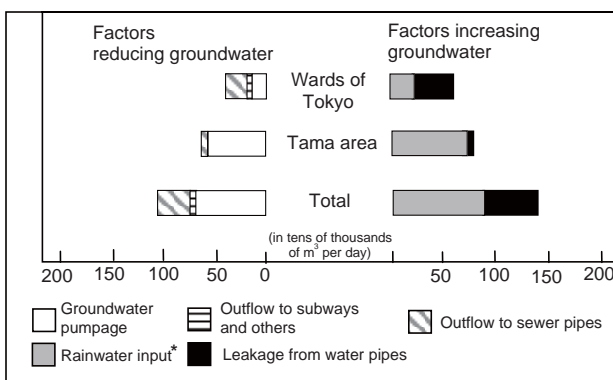 Factors
reducing groundwater
Factors increasing
groundwater
Wards of
Tokyo
Tama area
Total
(in tens of thousands
of m³ per day)
200 150 100 50 0 50 100 150 200
Groundwater
pumpage
Outflow to subways
and others
Outflow to sewer pipes
Rainwater input*
Leakage from water pipes